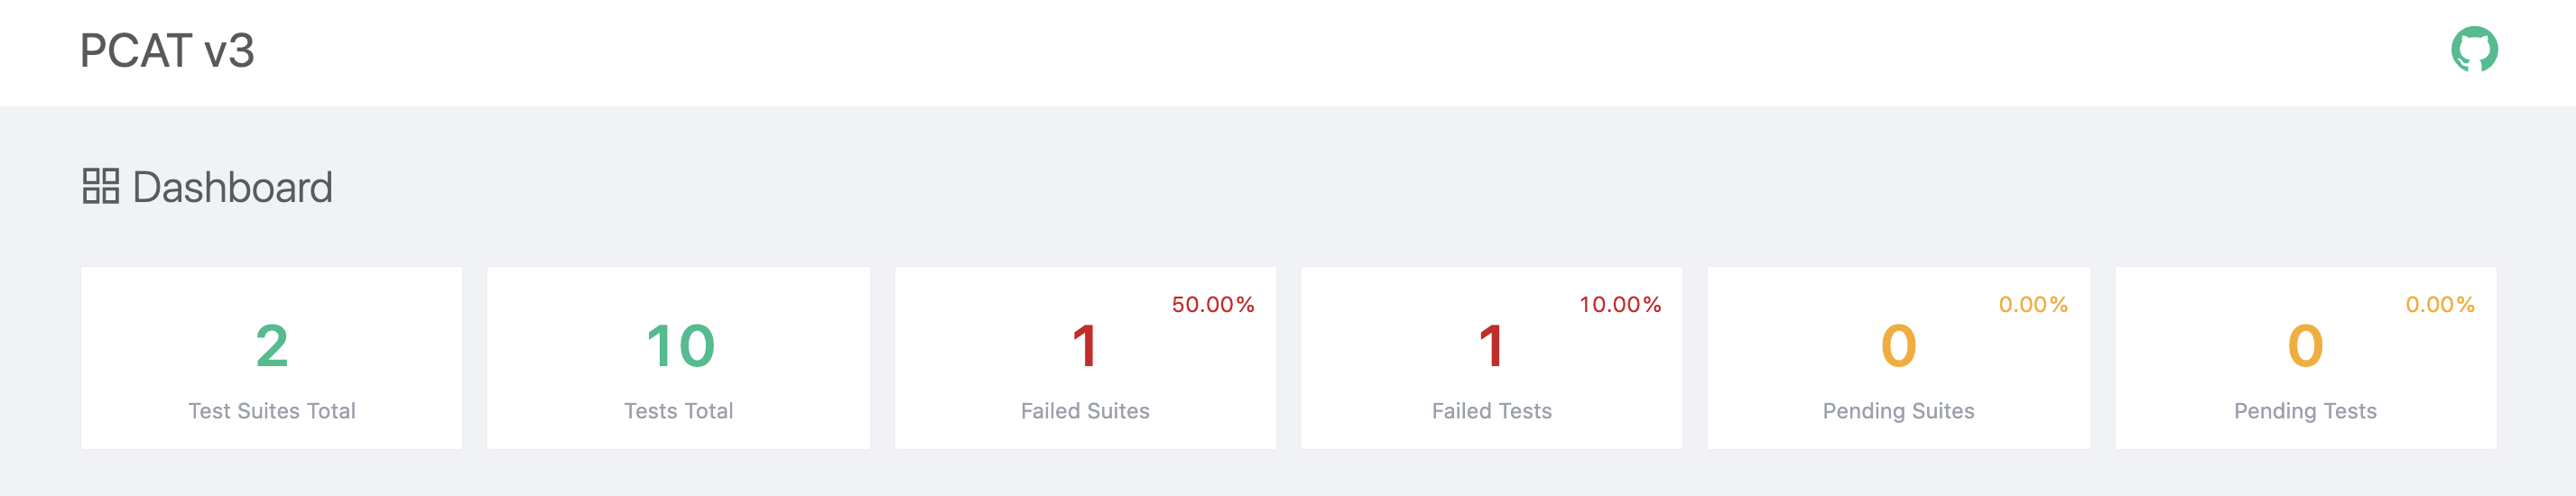 PCAT v3
Dashboard
50.00%
10.00%
0.00%
0.00%
2
10
1
1
0
0
Test Suites Total
Tests Total
Failed Suites
Failed Tests
Pending Suites
Pending Tests